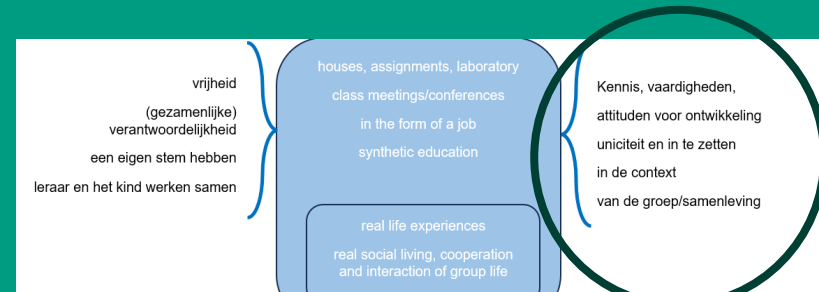 vrijheid
(gezamenlijke)
verantwoordelijkheid
een eigen stem hebben
leraar en het kind werken samen
houses, assignments, laboratory
class meetings/conferences
in the form of a job
synthetic education
real life experiences
real social living, cooperation
and interaction of group life
Kennis, vaardigheden,
attituden voor ontwikkeling
uniciteit en in te zetten
in de context
van de groep/samenleving